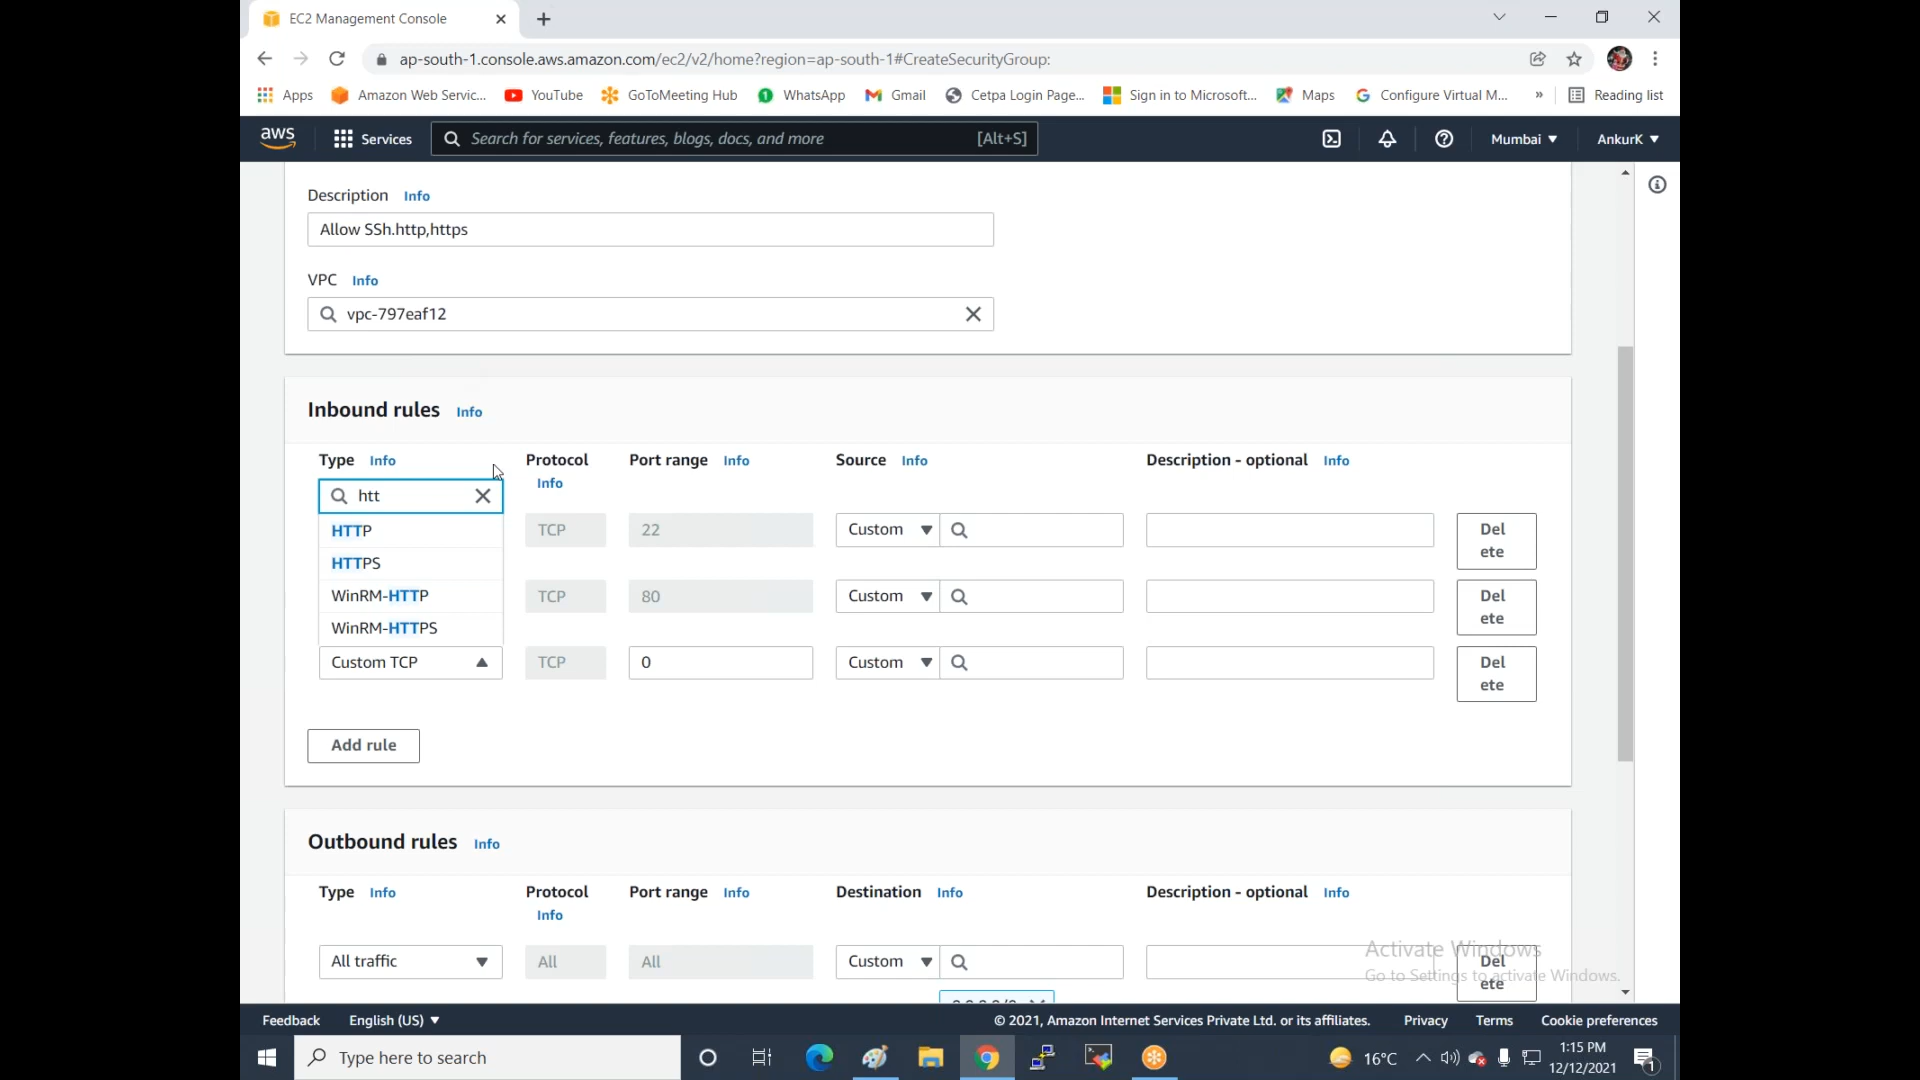 EC2 Management Console
ap-south-1.console.aws.amazon.com/ec2/v2/home?region=ap-south-1#CreateSecurityGroup:
Apps Amazon Web Servic... YouTube GoToMeeting Hub WhatsApp Gmail Cetpa Login Page... Sign in to Microsoft... Maps Configure Virtual M... » Reading list
aws Services Search for services, features, blogs, docs, and more [Alt+S] Mumbai AnkurK
Description Info
Allow SSh.http,https
VPC Info
vpc-797eaf12
Inbound rules Info
Type Info Protocol Info Port range Info Source Info Description - optional Info
htt
HTTP TCP 22 Custom Del ete
HTTPS
WinRM-HTTP TCP 80 Custom Del ete
WinRM-HTTPS
Custom TCP TCP 0 Custom Del ete
Add rule
Outbound rules Info
Type Info Protocol Info Port range Info Destination Info Description - optional Info
All traffic All All Custom Del ete
Activate Windows
Go to Settings to activate Windows.
Feedback English (US) © 2021, Amazon Internet Services Private Ltd. or its affiliates. Privacy Terms Cookie preferences
Type here to search 16°C 1:15 PM
12/12/2021 1